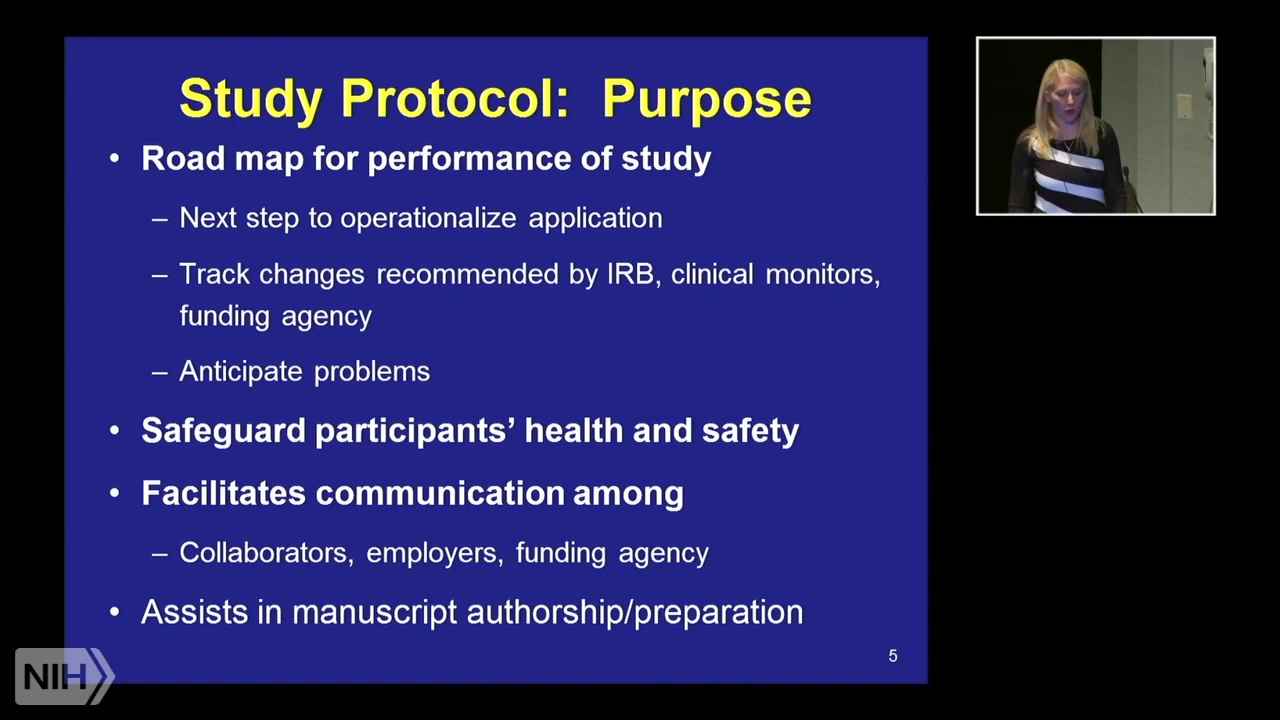 Study Protocol: Purpose
• Road map for performance of study
– Next step to operationalize application
– Track changes recommended by IRB, clinical monitors,
funding agency
– Anticipate problems
• Safeguard participants’ health and safety
• Facilitates communication among
– Collaborators, employers, funding agency
• Assists in manuscript authorship/preparation
5
NIH